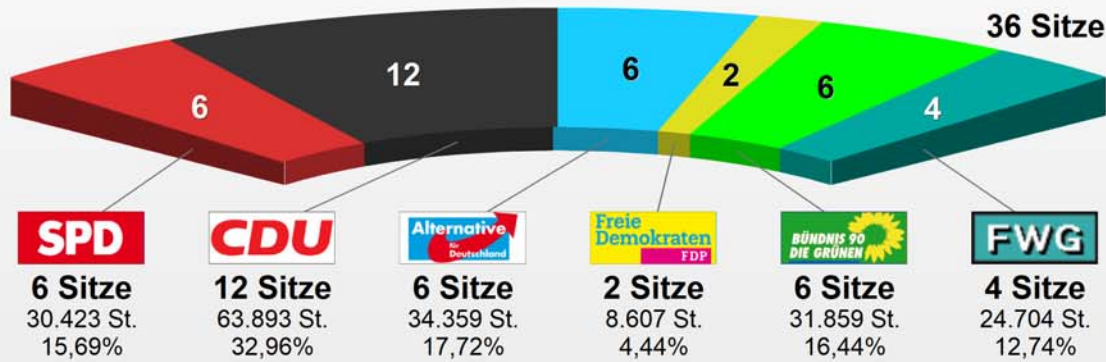 36 Sitze
6
12
6
2
6
4
SPD
CDU
Alternative
für
Deutschland
Freie
Demokraten
FDP
BÜNDNIS 90
DIE GRÜNEN
FWG
6 Sitze
12 Sitze
6 Sitze
2 Sitze
6 Sitze
4 Sitze
30.423 St.
63.893 St.
34.359 St.
8.607 St.
31.859 St.
24.704 St.
15,69%
32,96%
17,72%
4,44%
16,44%
12,74%